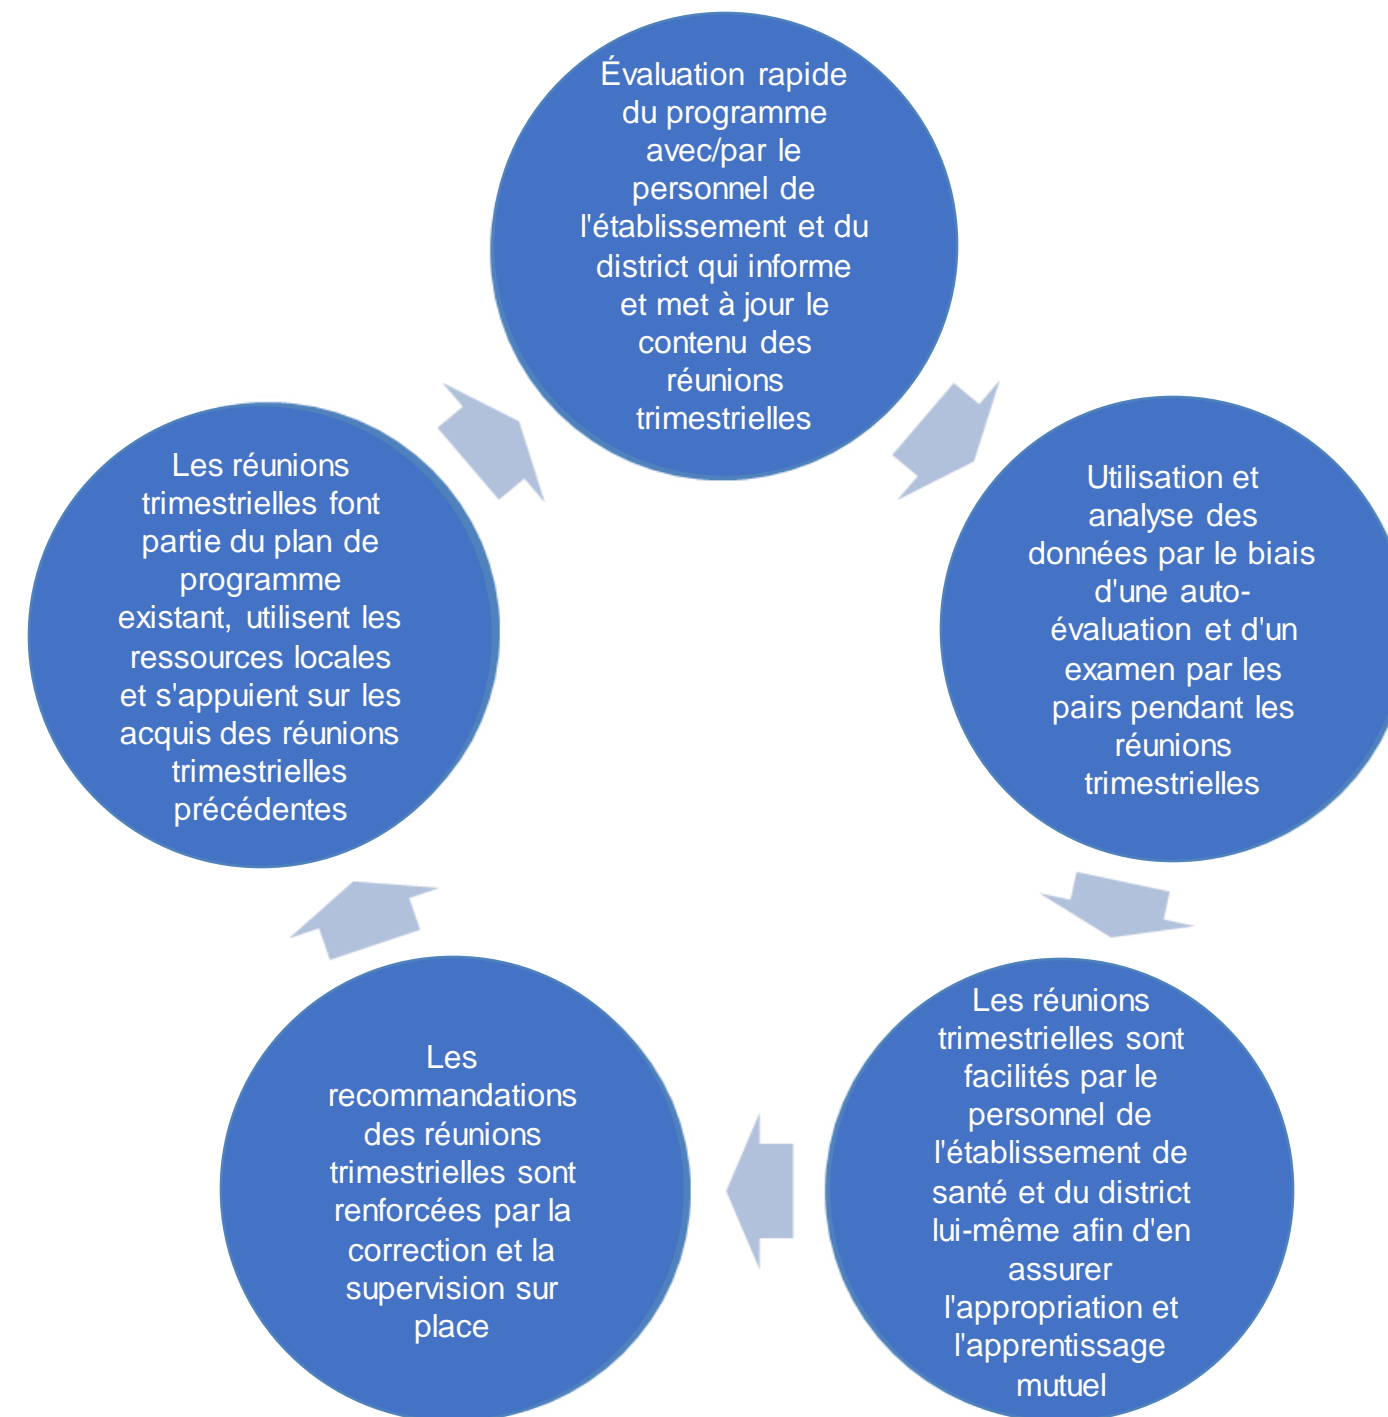 Évaluation rapide
du programme
avec/par le
personnel de
l'établissement et du
district qui informe
et met à jour le
contenu des
réunions
trimestrielles
Utilisation et
analyse des
données par le biais
d'une auto-
évaluation et d'un
examen par les
pairs pendant les
réunions
trimestrielles
Les réunions
trimestrielles sont
facilités par le
personnel de
l'établissement de
santé et du district
lui-même afin d'en
assurer
l'appropriation et
l'apprentissage
mutuel
Les
recommandations
des réunions
trimestrielles sont
renforcées par la
correction et la
supervision sur
place
Les réunions
trimestrielles font
partie du plan de
programme
existant, utilisent les
ressources locales
et s'appuient sur les
acquis des réunions
trimestrielles
précédentes